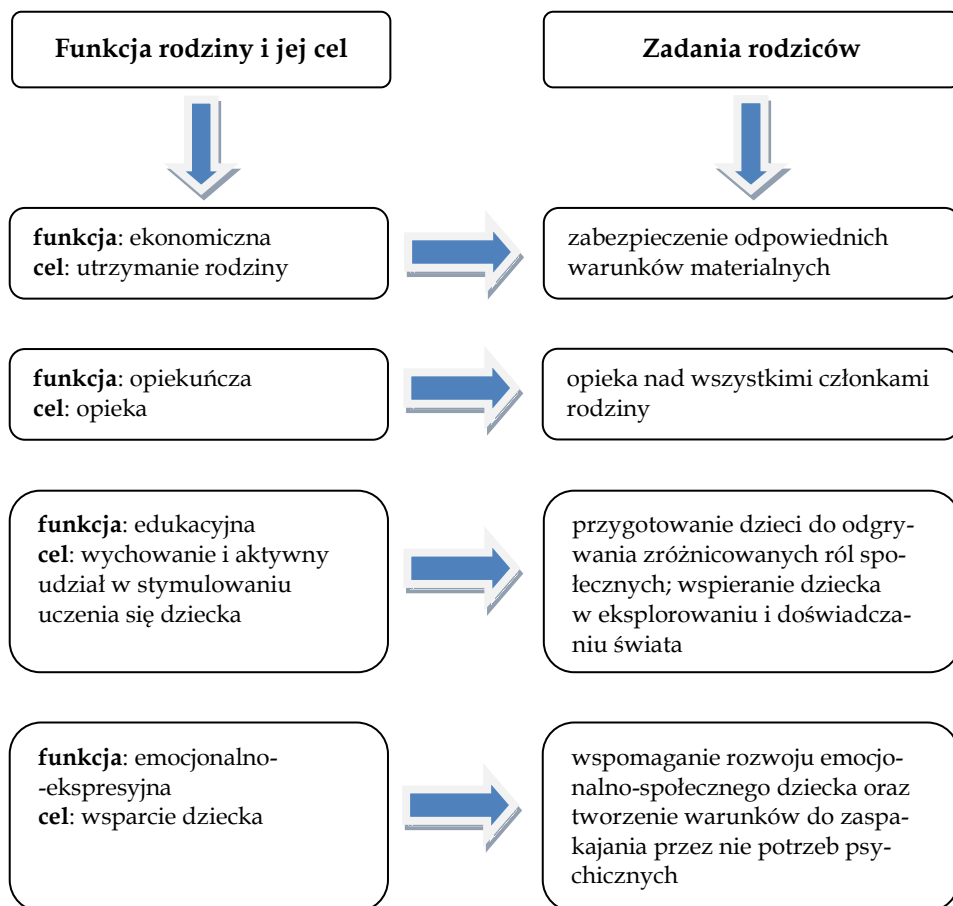 Funkcja rodziny i jej cel
Zadania rodziców
funkcja: ekonomiczna
cel: utrzymanie rodziny
zabezpieczenie odpowiednich
warunków materialnych
funkcja: opiekuńcza
cel: opieka
opieka nad wszystkimi członkami
rodziny
funkcja: edukacyjna
cel: wychowanie i aktywny
udział w stymulowaniu
uczenia się dziecka
przygotowanie dzieci do odgry-
wania zróżnicowanych ról spo-
łecznych; wspieranie dziecka
w eksplorowaniu i doświadcza-
niu świata
funkcja: emocjonalno-
-ekspresyjna
cel: wsparcie dziecka
wspomaganie rozwoju emocjo-
nalno-społecznego dziecka oraz
tworzenie warunków do zaspa-
kajania przez nie potrzeb psy-
chicznych